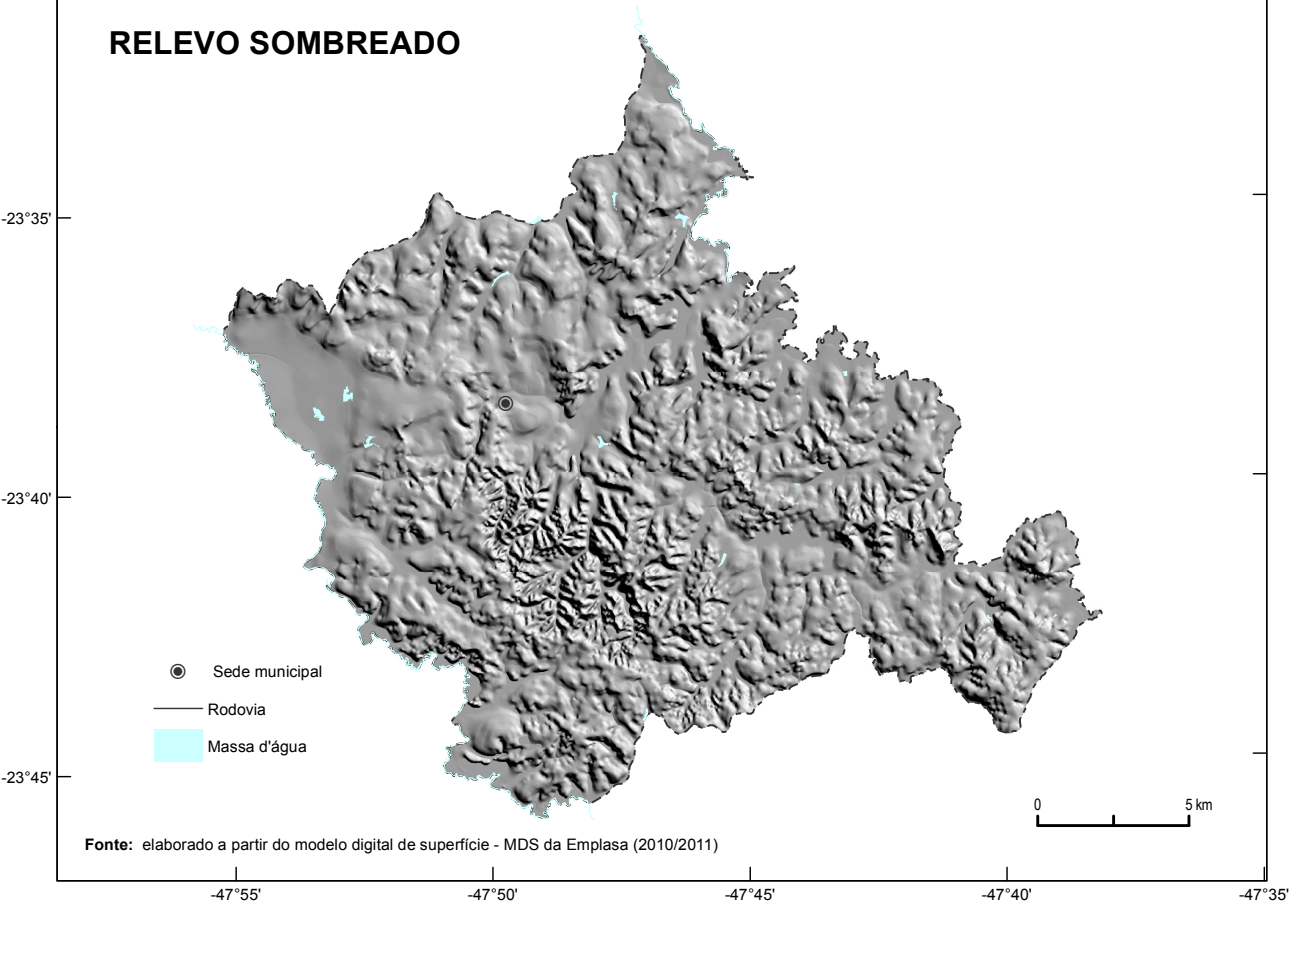 RELEVO SOMBREADO
-23°35'
-23°40'
-23°45'
Sede municipal
Rodovia
Massa d'água
0 5 km
Fonte: elaborado a partir do modelo digital de superfície - MDS da Emplasa (2010/2011)
-47°55' -47°50' -47°45' -47°40' -47°35'